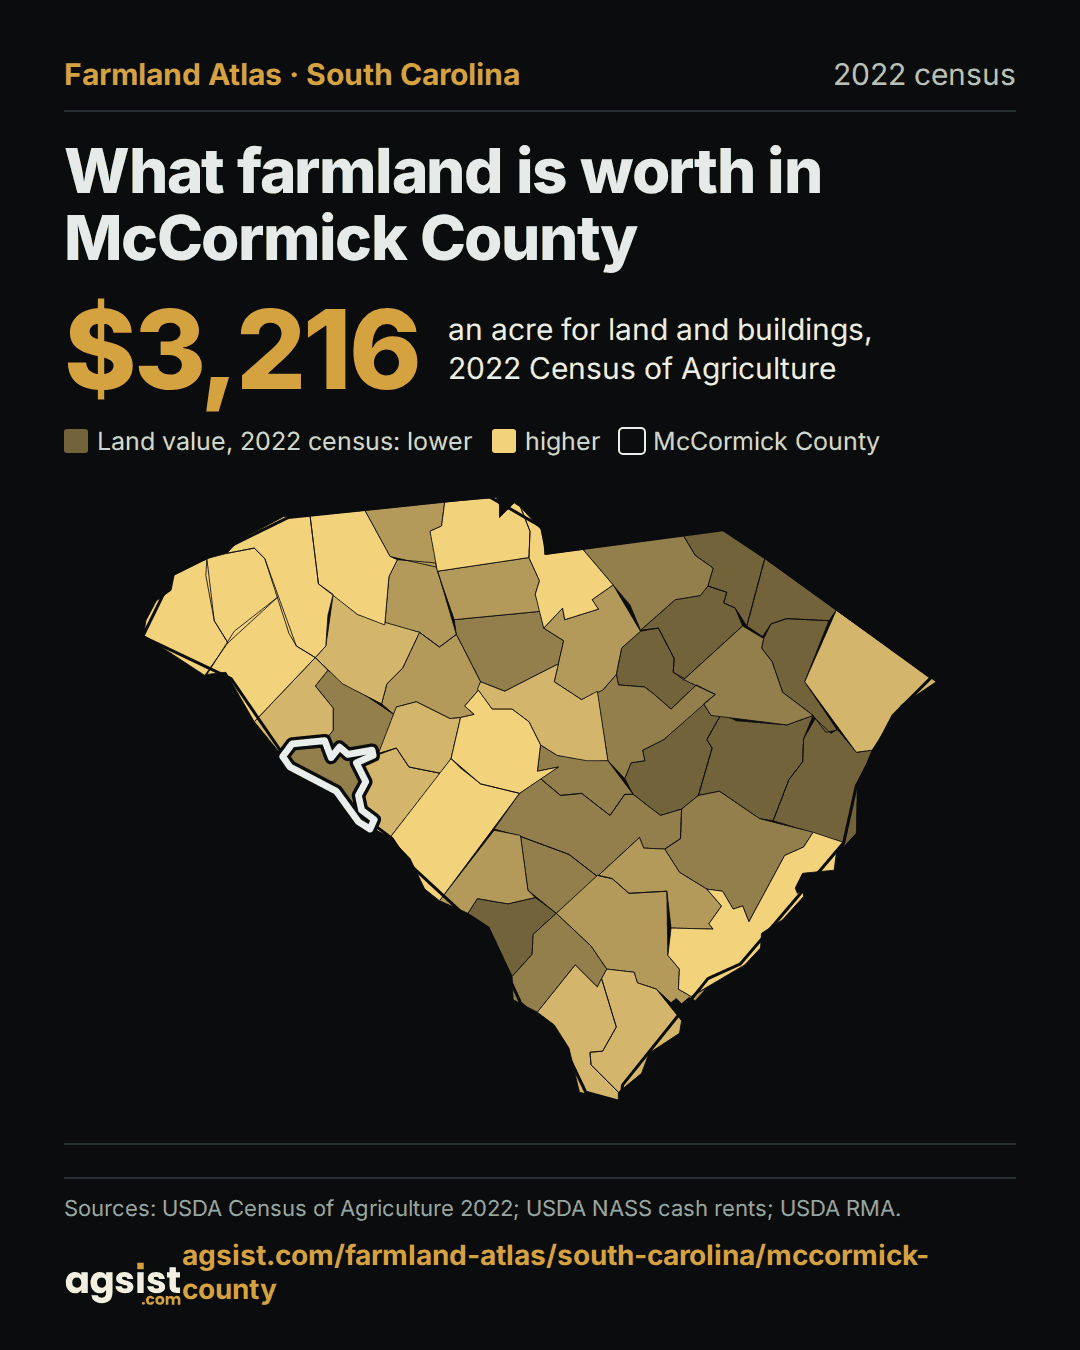 Farmland Atlas · South Carolina
2022 census
What farmland is worth in
McCormick County
$3,216
an acre for land and buildings,
2022 Census of Agriculture
Land value, 2022 census: lower
higher
McCormick County
Sources: USDA Census of Agriculture 2022; USDA NASS cash rents; USDA RMA.
agsist.com
agsist.com/farmland-atlas/south-carolina/mccormick-
county